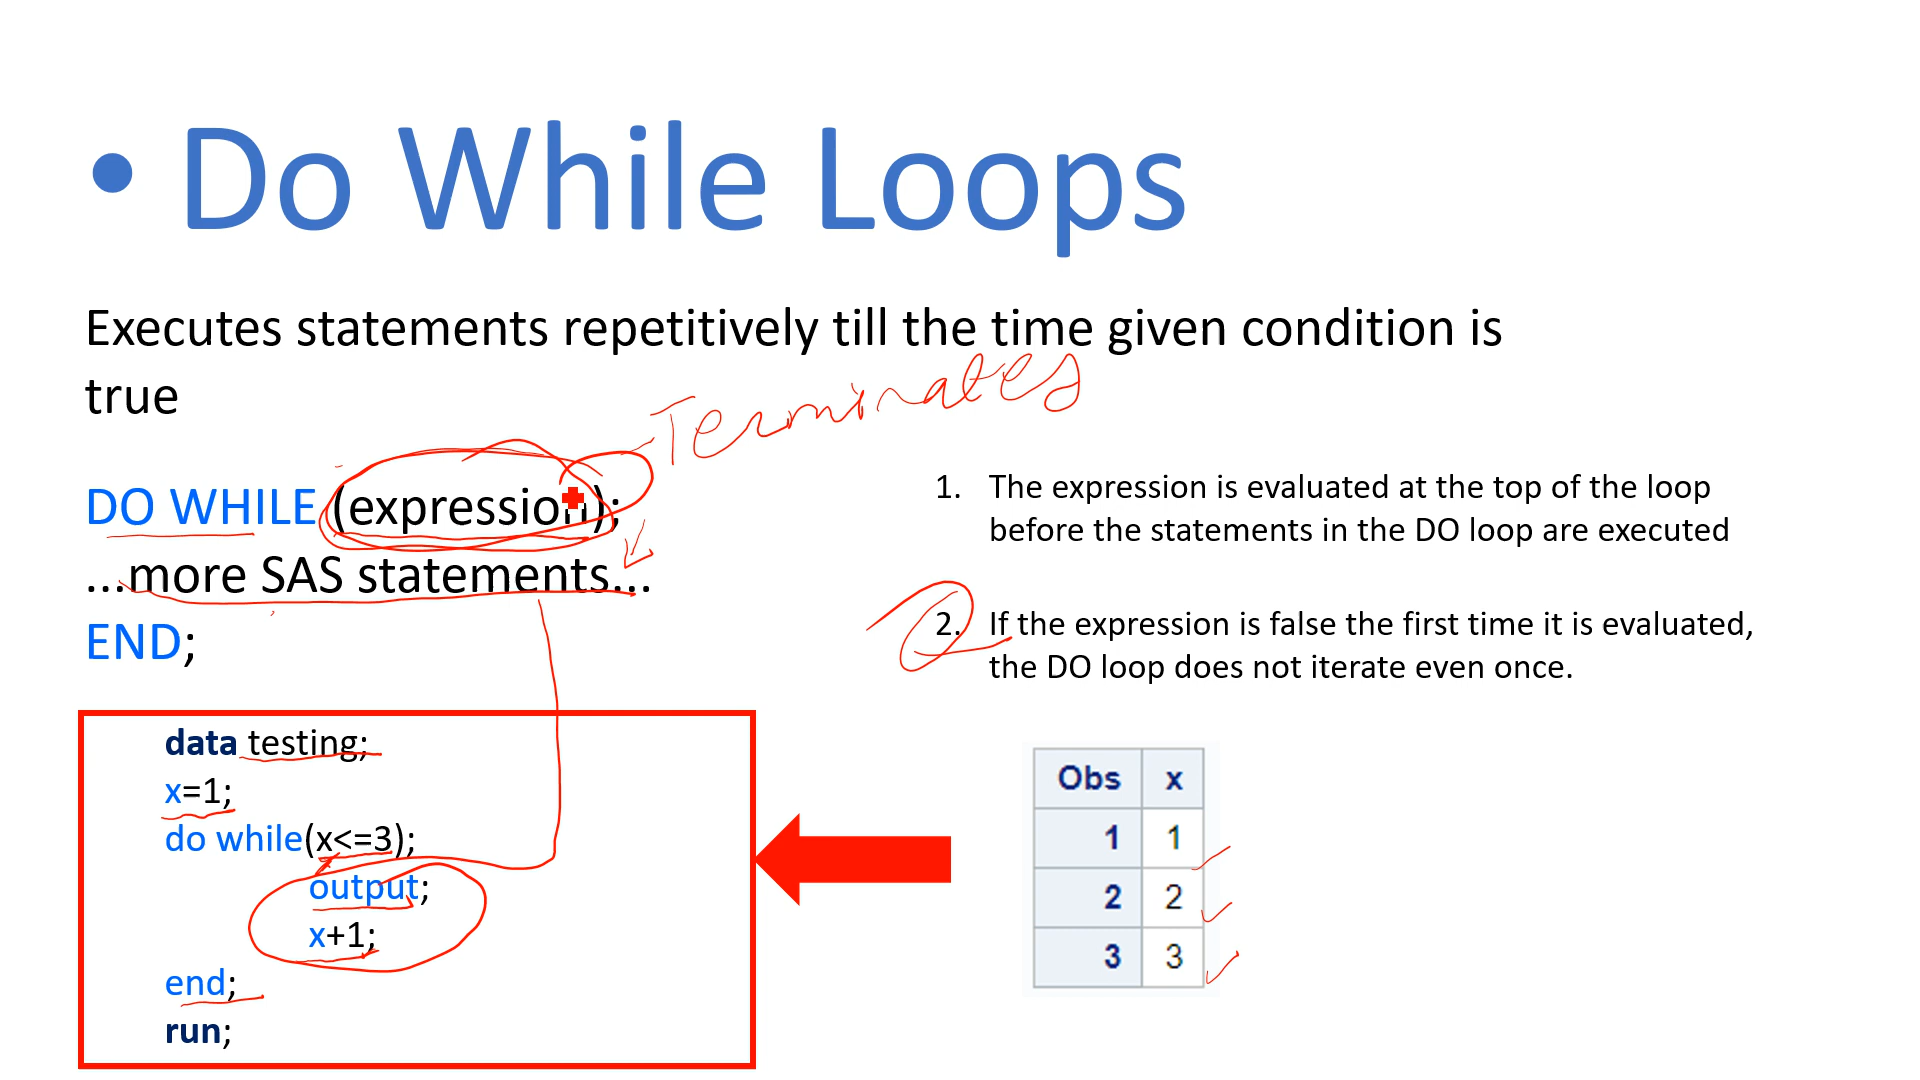 • Do While Loops
Executes statements repetitively till the time given condition is
true
Terminates
DO WHILE (expression);
...more SAS statements...
END;
1. The expression is evaluated at the top of the loop
before the statements in the DO loop are executed
2. If the expression is false the first time it is evaluated,
the DO loop does not iterate even once.
data testing;
x=1;
do while(x<=3);
output;
x+1;
end;
run;
Obs x
1 1
2 2
3 3